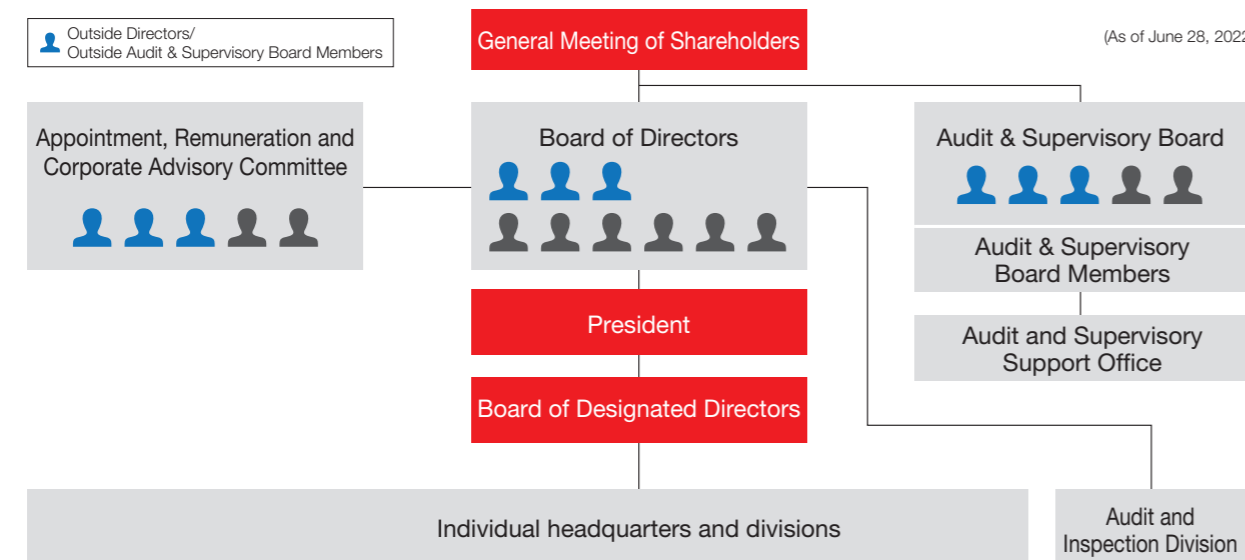 Outside Directors/
Outside Audit & Supervisory Board Members
General Meeting of Shareholders
(As of June 28, 2022
Appointment, Remuneration and
Corporate Advisory Committee
Board of Directors
Audit & Supervisory Board
Audit & Supervisory
Board Members
President
Audit and Supervisory
Support Office
Board of Designated Directors
Individual headquarters and divisions
Audit and
Inspection Division